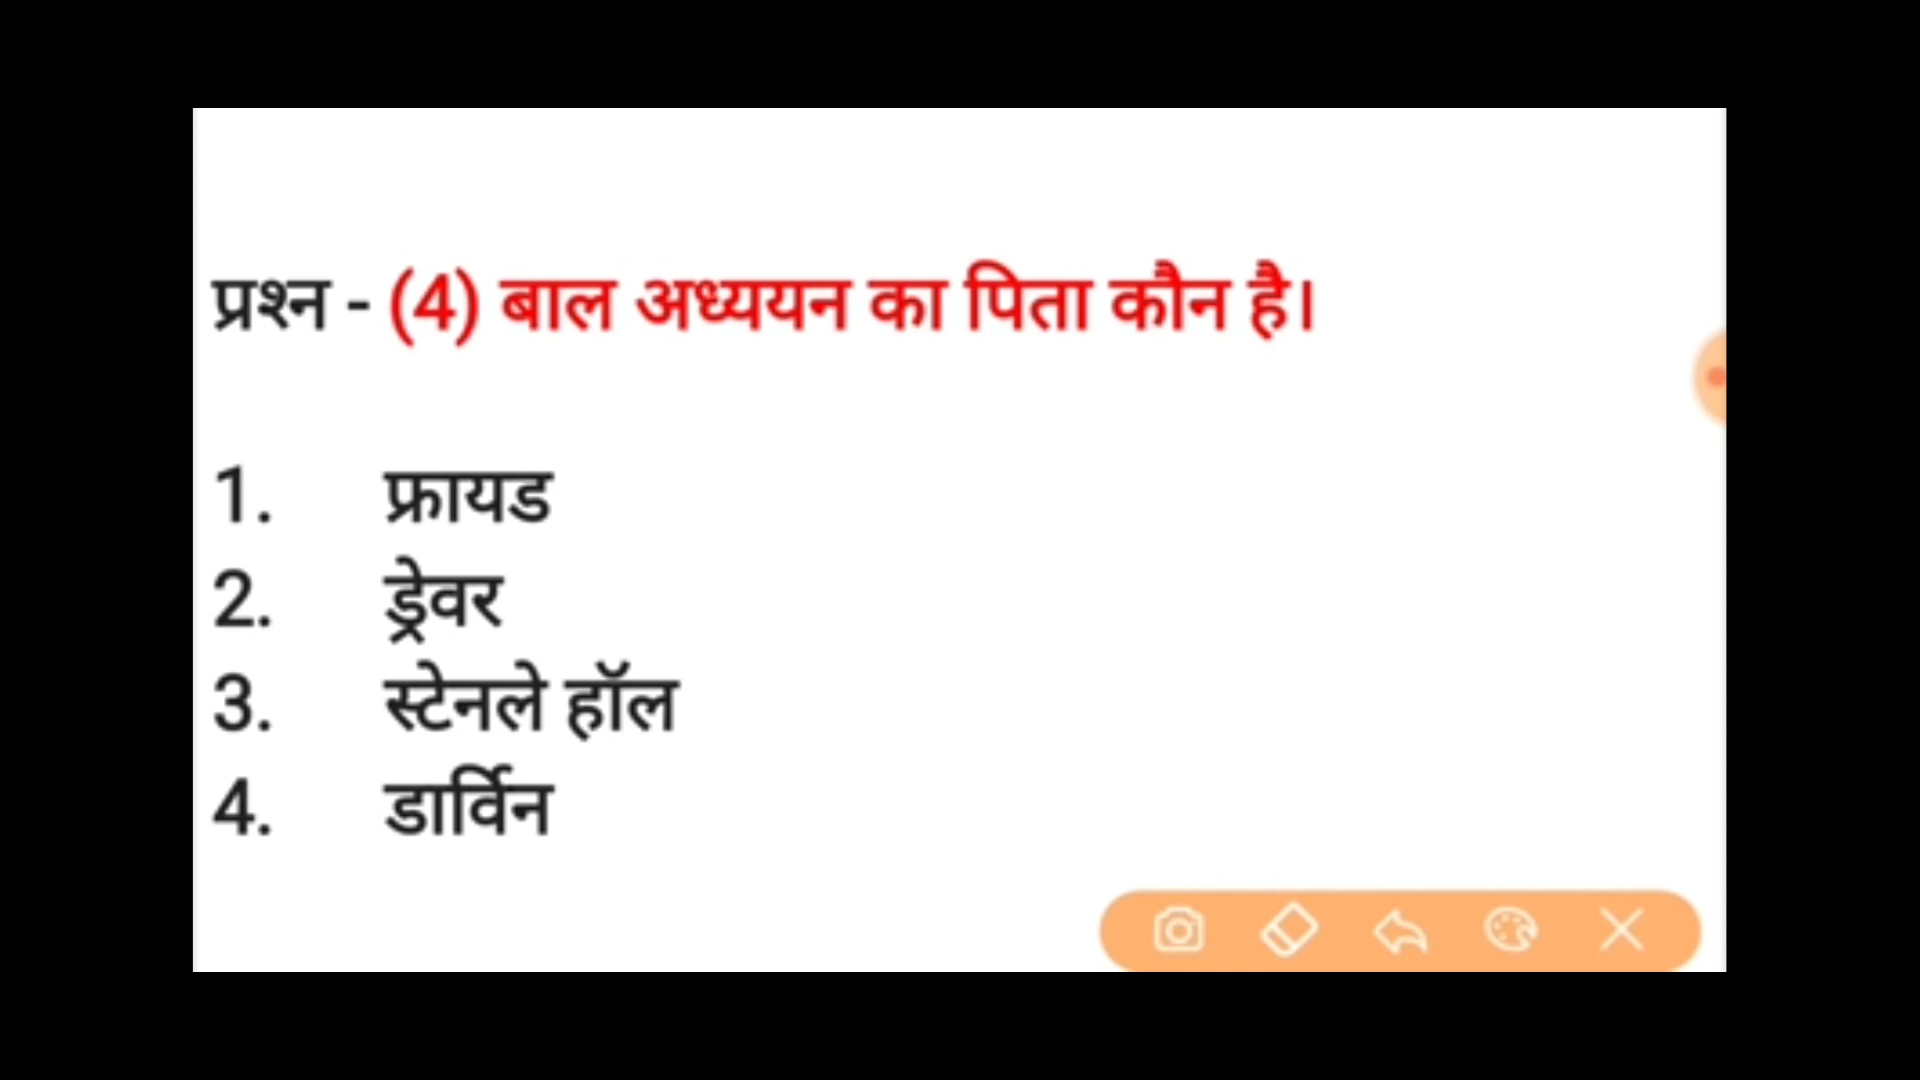 प्रश्न - (4) बाल अध्ययन का पिता कौन है।
1. फ्रायड
2. ड्रेवर
3. स्टेनले हॉल
4. डार्विन